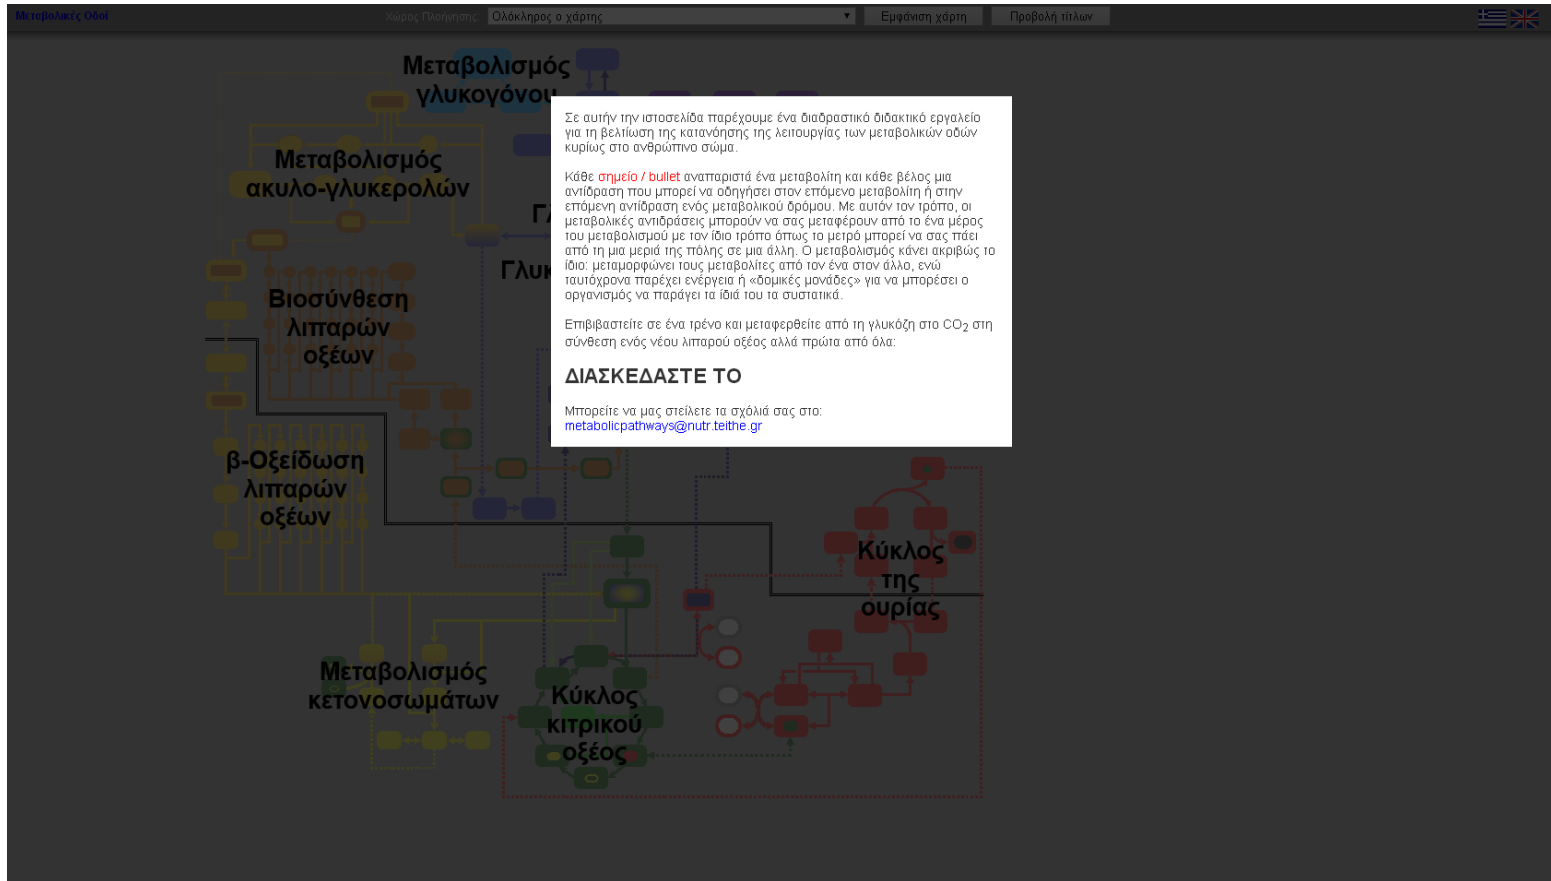 Μεταβολικές Οδοί
Χώρος Πλοήγησης: Ολόκληρος ο χάρτης
Εμφάνιση χάρτη
Προβολή τίτλων
Μεταβολισμός
γλυκογόνου
Μεταβολισμός
ακυλο-γλυκερολών
Βιοσύνθεση
λιπαρών
οξέων
β-Οξείδωση
λιπαρών
οξέων
Μεταβολισμός
κετονοσωμάτων
Κύκλος
κιτρικού
οξέος
Κύκλος
της
ουρίας
Σε αυτήν την ιστοσελίδα παρέχουμε ένα διαδραστικό διδακτικό εργαλείο
για τη βελτίωση της κατανόησης της λειτουργίας των μεταβολικών οδών
κυρίως στο ανθρώπινο σώμα.
Κάθε σημείο / bullet αναπαριστά ένα μεταβολίτη και κάθε βέλος μια
αντίδραση που μπορεί να οδηγήσει στον επόμενο μεταβολίτη ή στην
επόμενη αντίδραση ενός μεταβολικού δρόμου. Με αυτόν τον τρόπο, οι
μεταβολικές αντιδράσεις μπορούν να σας μεταφέρουν από το ένα μέρος
του μεταβολισμού με τον ίδιο τρόπο όπως το μετρό μπορεί να σας πάει
από τη μια μεριά της πόλης σε μια άλλη. Ο μεταβολισμός κάνει ακριβώς το
ίδιο: μεταμορφώνει τους μεταβολίτες από τον ένα στον άλλο, ενώ
ταυτόχρονα παρέχει ενέργεια ή «δομικές μονάδες» για να μπορέσει ο
οργανισμός να παράγει τα ίδιά του τα συστατικά.
Επιβιβαστείτε σε ένα τρένο και μεταφερθείτε από τη γλυκόζη στο CO2 στη
σύνθεση ενός νέου λιπαρού οξέος αλλά πρώτα από όλα:
ΔΙΑΣΚΕΔΑΣΤΕ ΤΟ
Μπορείτε να μας στείλετε τα σχόλιά σας στο:
metabolicpathways@nutr.teithe.gr